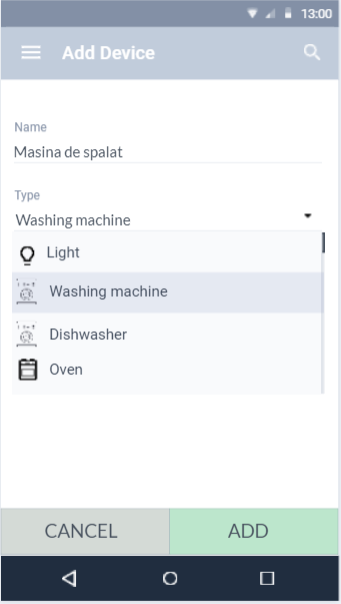 13:00
Add Device
Name
Masina de spalat
Type
Washing machine
Light
Washing machine
Dishwasher
Oven
CANCEL
ADD